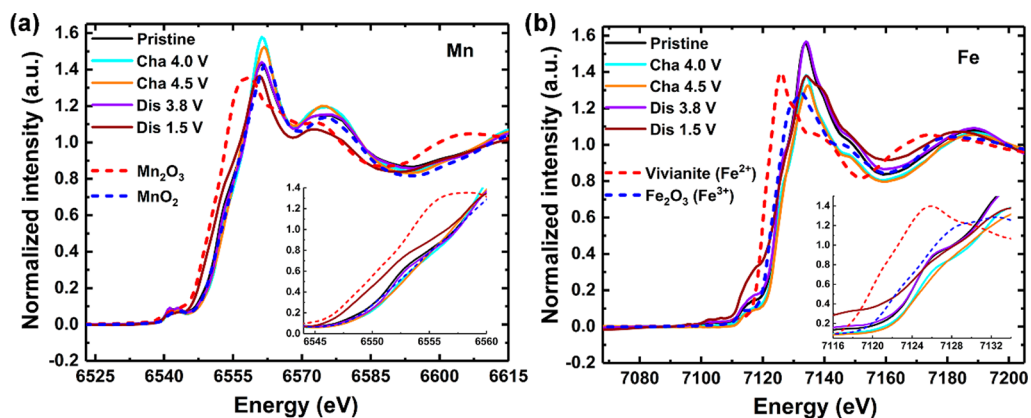 (a)
Mn
Normalized intensity (a.u.)
1.6
1.4
1.2
1.0
0.8
0.6
0.4
0.2
0.0
-0.2
Pristine
Cha 4.0 V
Cha 4.5 V
Dis 3.8 V
Dis 1.5 V
Mn₂O₃
MnO₂
1.4
1.2
1.0
0.8
0.6
0.4
0.2
0.0
6545 6550 6555 6560
6525 6540 6555 6570 6585 6600 6615
Energy (eV)
(b)
Fe
Normalized intensity (a.u.)
1.6
1.4
1.2
1.0
0.8
0.6
0.4
0.2
0.0
-0.2
Pristine
Cha 4.0 V
Cha 4.5 V
Dis 3.8 V
Dis 1.5 V
Vivianite (Fe²⁺)
Fe₂O₃ (Fe³⁺)
1.4
1.2
1.0
0.8
0.6
0.4
0.2
7116 7120 7124 7128 7132
7080 7100 7120 7140 7160 7180 7200
Energy (eV)